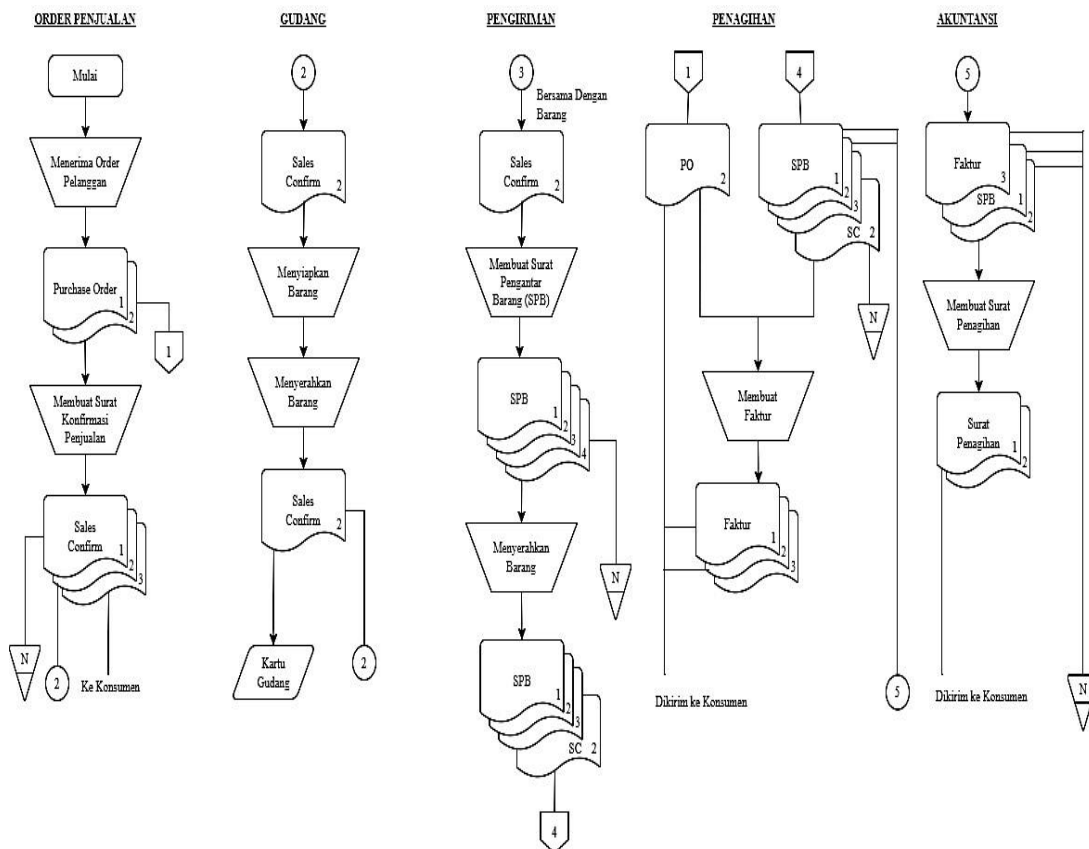 ORDER PENJUALAN
Mulai
Menerima Order
Pelanggan
Purchase Order
1
2
1
Membuat Surat
Konfirmasi
Penjualan
Sales
Confirm
1
2
3
N
2
Ke Konsumen
GUDANG
2
Sales
Confirm
2
Menyiapkan
Barang
Menyerahkan
Barang
Sales
Confirm
2
Kartu
Gudang
2
PENGIRIMAN
3
Bersama Dengan
Barang
Sales
Confirm
2
Membuat Surat
Pengantar
Barang (SPB)
SPB
1
2
3
4
N
Menyerahkan
Barang
SPB
1
2
3
SC 2
4
PENAGIHAN
1
4
PO
2
SPB
1
2
3
SC 2
N
Membuat
Faktur
Faktur
1
2
3
Dikirim ke Konsumen
5
AKUNTANSI
5
Faktur
3
SPB
1
2
Membuat Surat
Penagihan
Surat
Penagihan
1
2
Dikirim ke Konsumen
N